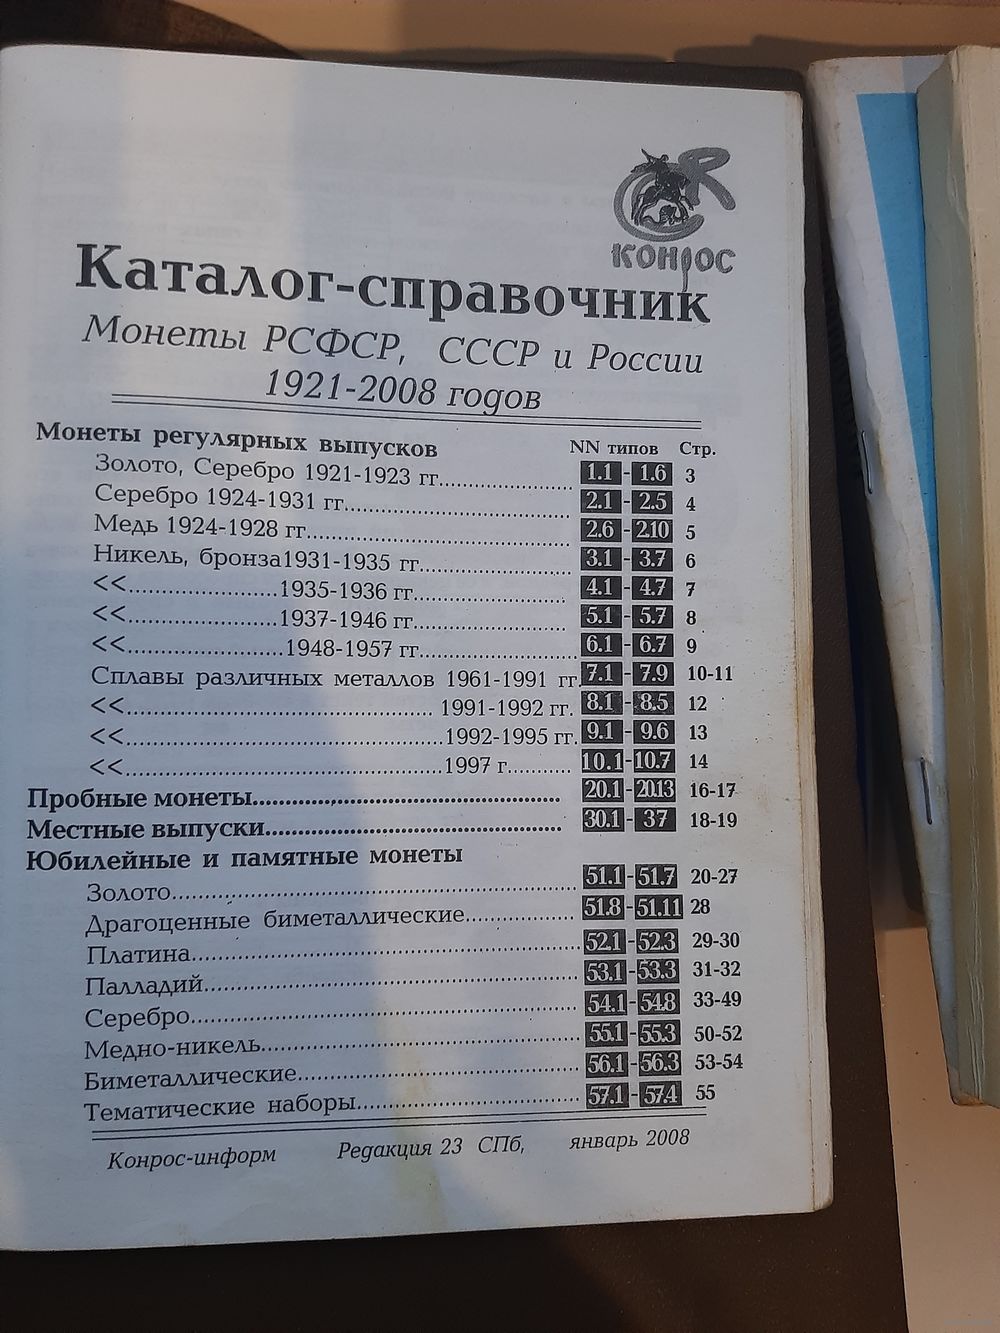 CR
КОНРОС
Каталог-справочник
Монеты РСФСР, СССР и России
1921-2008 годов
Монеты регулярных выпусков NN типов Стр.
Золото, Серебро 1921-1923 гг........................ 1.1 - 1.6 3
Серебро 1924-1931 гг........................................ 2.1 - 2.5 4
Медь 1924-1928 гг.............................................. 2.6 - 2.10 5
Никель, бронза1931-1935 гг........................... 3.1 - 3.7 6
<<........................1935-1936 гг........................... 4.1 - 4.7 7
<<........................1937-1946 гг........................... 5.1 - 5.7 8
<<.........................1948-1957 гг.......................... 6.1 - 6.7 9
Сплавы различных металлов 1961-1991 гг. 7.1 - 7.9 10-11
<<................................................. 1991-1992 гг. 8.1 - 8.5 12
<<...................................................1992-1995 гг. 9.1 - 9.6 13
<<...................................................1997 г........... 10.1-10.7 14
Пробные монеты............................................... 20.1 - 20.13 16-17
Местные выпуски............................................. 30.1 - 37 18-19
Юбилейные и памятные монеты
Золото................................................................. 51.1 - 51.7 20-27
Драгоценные биметаллические.................. 51.8 - 51.11 28
Платина.............................................................. 52.1 - 52.3 29-30
Палладий............................................................ 53.1 - 53.3 31-32
Серебро.............................................................. 54.1 - 54.8 33-49
Медно-никель................................................... 55.1 - 55.3 50-52
Биметаллические............................................. 56.1 - 56.3 53-54
Тематические наборы................................... 57.1 - 57.4 55
Конрос-информ Редакция 23 СПб, январь 2008